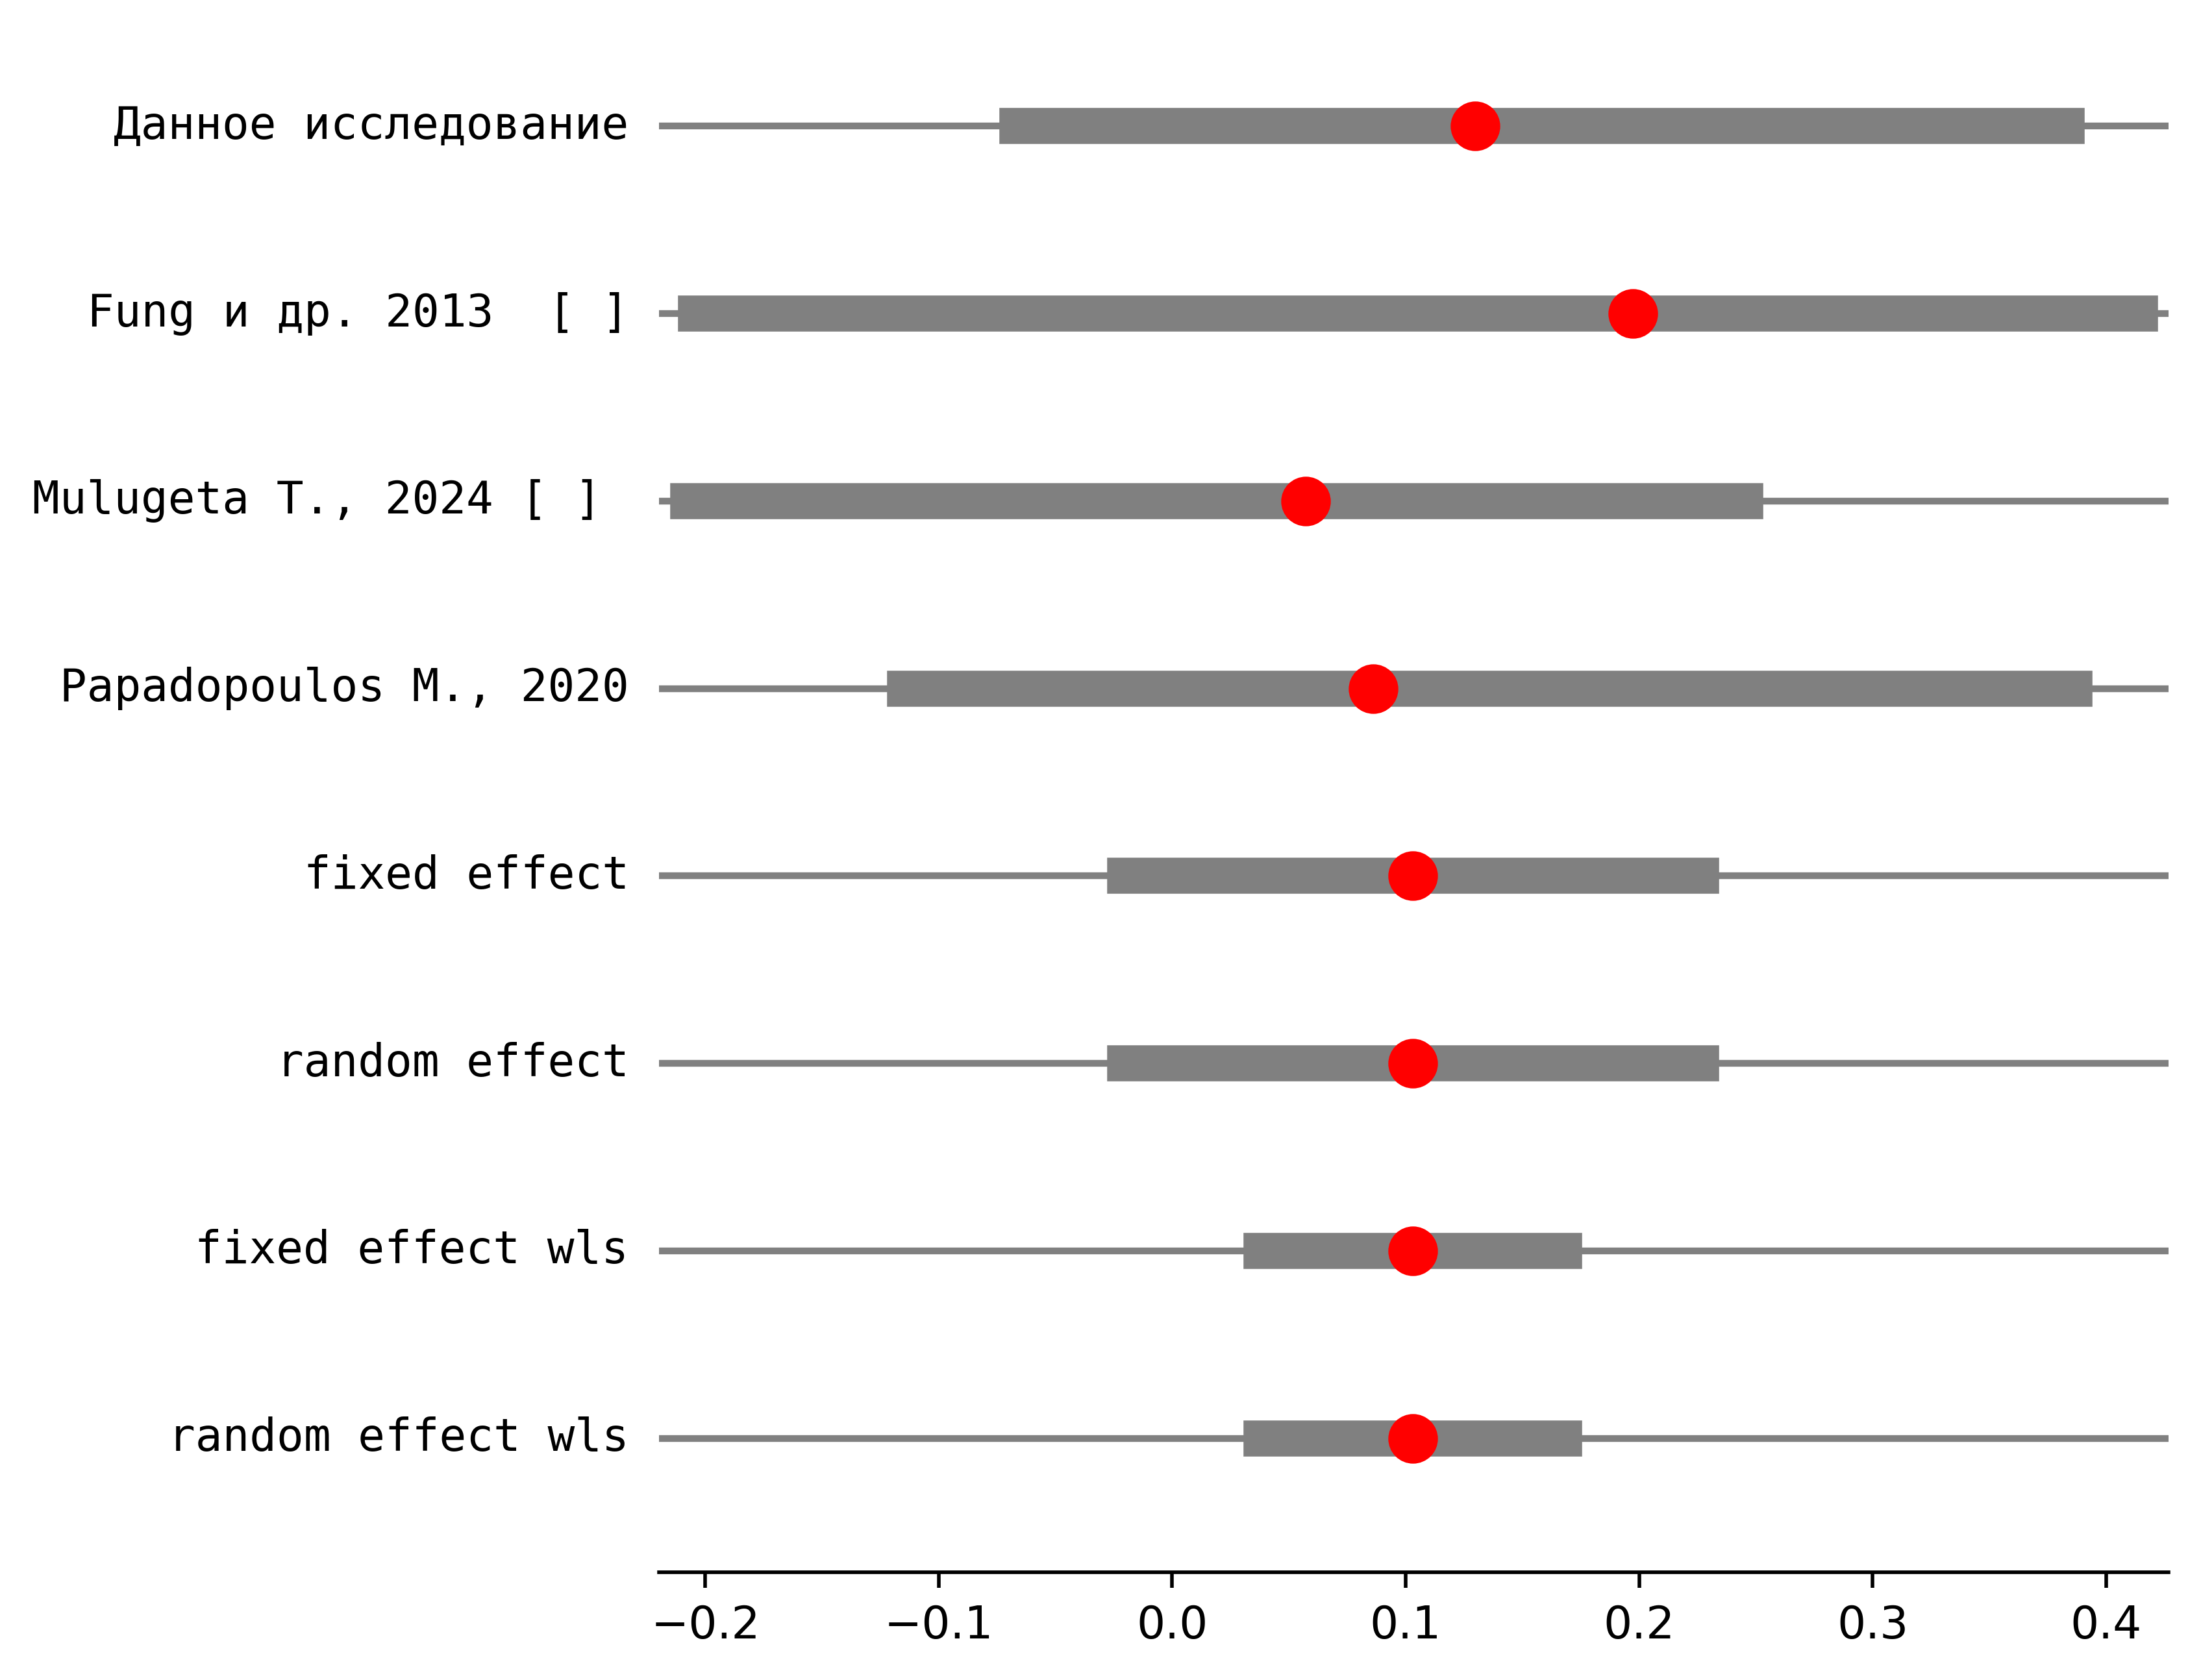 Данное исследование
Fung и др. 2013  [ ]
Mulugeta T., 2024 [ ]
Papadopoulos M., 2020
fixed effect
random effect
fixed effect wls
random effect wls
−0.2 −0.1 0.0 0.1 0.2 0.3 0.4